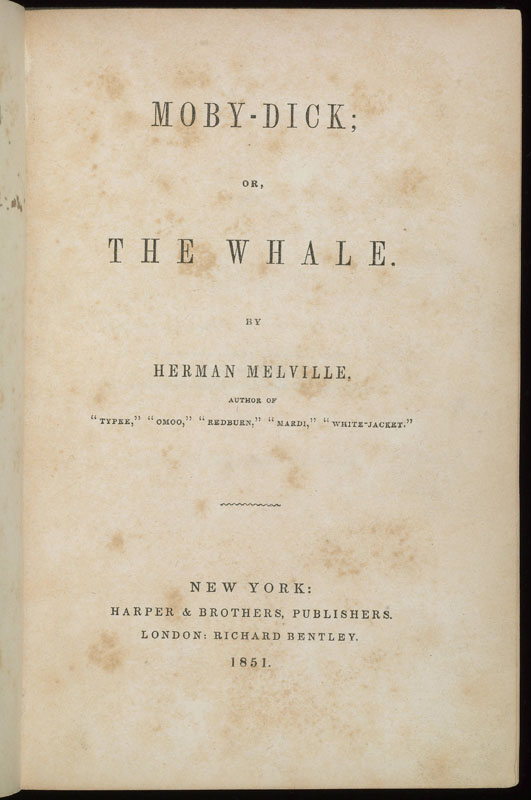 MOBY-DICK;
OR,
THE WHALE.
BY
HERMAN MELVILLE,
AUTHOR OF
"TYPEE," "OMOO," "REDBURN," "MARDI," "WHITE-JACKET."
NEW YORK:
HARPER & BROTHERS, PUBLISHERS.
LONDON: RICHARD BENTLEY.
1851.